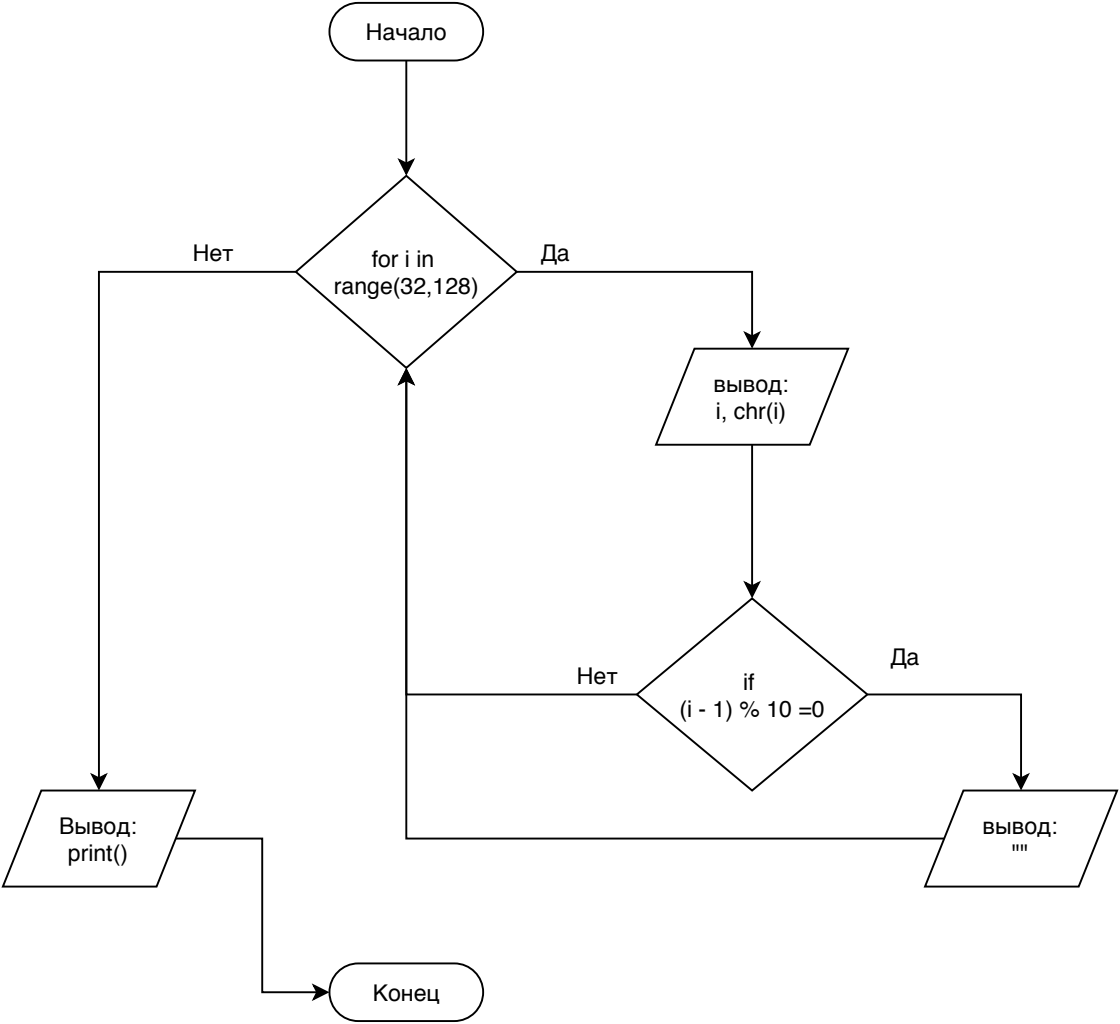 Начало
Нет
Да
for i in
range(32,128)
вывод:
i, chr(i)
Нет
Да
if
(i - 1) % 10 =0
Вывод:
print()
вывод:
""
Конец